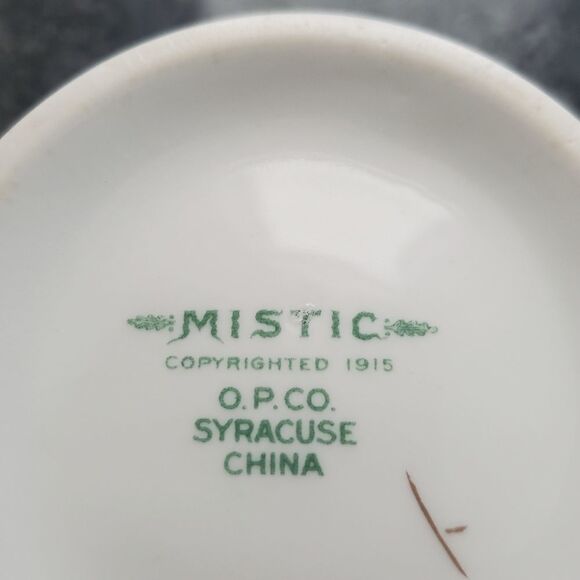 MISTIC
COPYRIGHTED 1915
O.P.CO.
SYRACUSE
CHINA